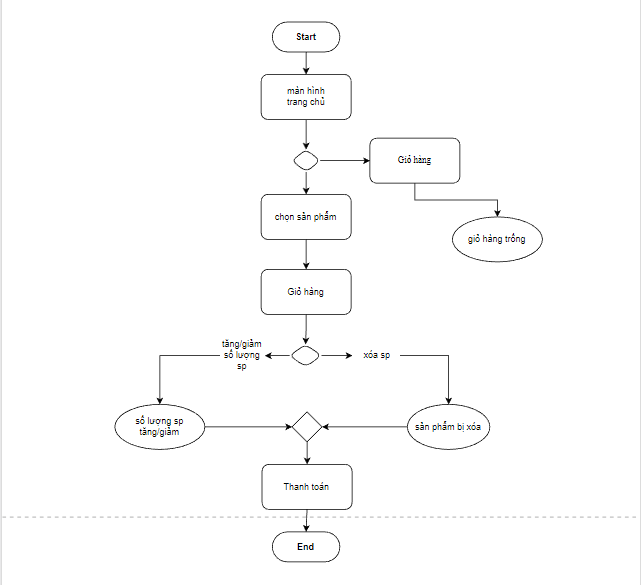 Start
màn hình
trang chủ
Giỏ hàng
chọn sản phẩm
giỏ hàng trống
Giỏ hàng
tăng/giảm
số lượng
sp
xóa sp
số lượng sp
tăng/giảm
sản phẩm bị xóa
Thanh toán
End